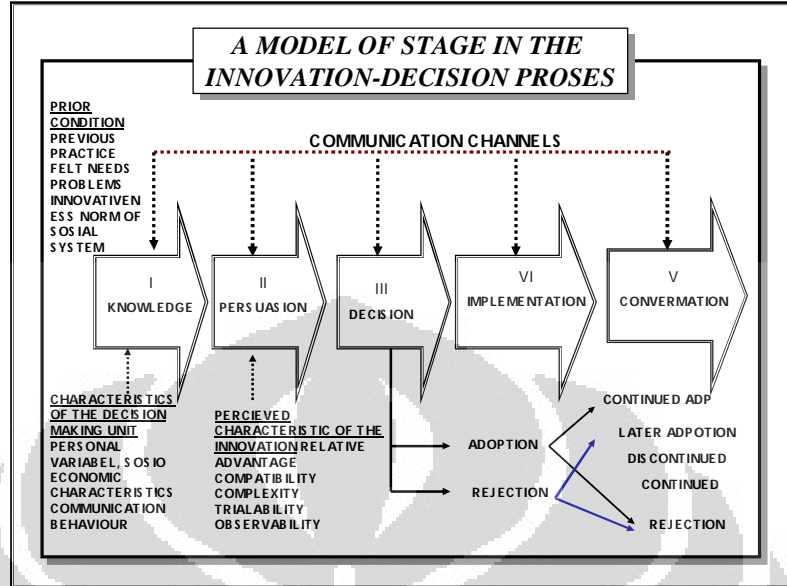 A MODEL OF STAGE IN THE
INNOVATION-DECISION PROSES
PRIOR
CONDITION
PREVIOUS
PRACTICE
FELT NEEDS
PROBLEMS
INNOVATIVEN
ESS NORM OF
SOSIAL
SYSTEM
COMMUNICATION CHANNELS
I
KNOWLEDGE
II
PERSUASION
III
DECISION
VI
IMPLEMENTATION
V
CONVERMATION
CHARACTERISTICS
OF THE DECISION
MAKING UNIT
PERSONAL
VARIABEL, SOSIO
ECONOMIC
CHARACTERISTICS
COMMUNICATION
BEHAVIOUR
PERCIEVED
CHARACTERISTIC OF THE
INNOVATION RELATIVE
ADVANTAGE
COMPATIBILITY
COMPLEXITY
TRIALABILITY
OBSERVABILITY
ADOPTION
REJECTION
CONTINUED ADP
LATER ADPOTION
DISCONTINUED
CONTINUED
REJECTION